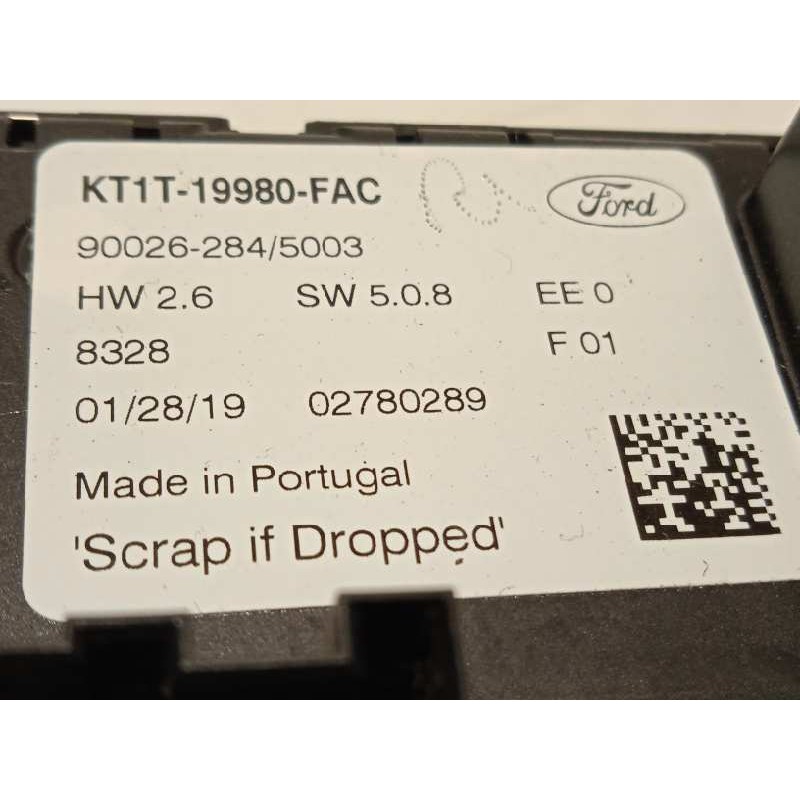 KT1T-19980-FAC
Ford
90026-284/5003
HW 2.6 SW 5.0.8 EE 0
8328 F 01
01/28/19 02780289
Made in Portugal
'Scrap if Dropped'